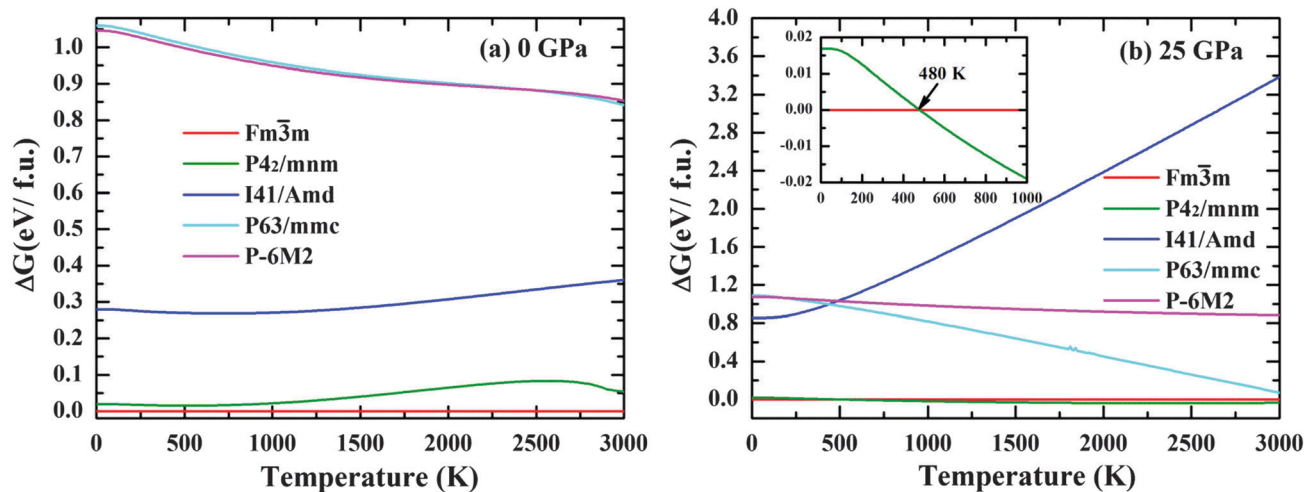 (a) 0 GPa
ΔG(eV/ f.u.)
1.0
0.9
0.8
0.7
0.6
0.5
0.4
0.3
0.2
0.1
0.0
Fm3̅m
P4₂/mnm
I41/Amd
P63/mmc
P-6M2
0 500 1000 1500 2000 2500 3000
Temperature (K)
(b) 25 GPa
ΔG(eV/ f.u.)
4.0
3.6
3.2
2.8
2.4
2.0
1.6
1.2
0.8
0.4
0.0
0.02
0.01
0.00
-0.01
-0.02
480 K
0 200 400 600 800 1000
Fm3̅m
P4₂/mnm
I41/Amd
P63/mmc
P-6M2
0 500 1000 1500 2000 2500 3000
Temperature (K)